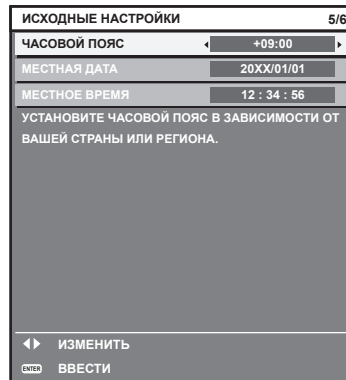 ИСХОДНЫЕ НАСТРОЙКИ 5/6
ЧАСОВОЙ ПОЯС +09:00
МЕСТНАЯ ДАТА 20XX/01/01
МЕСТНОЕ ВРЕМЯ 12 : 34 : 56
УСТАНОВИТЕ ЧАСОВОЙ ПОЯС В ЗАВИСИМОСТИ ОТ
ВАШЕЙ СТРАНЫ ИЛИ РЕГИОНА.
ИЗМЕНИТЬ
ENTER ВВЕСТИ